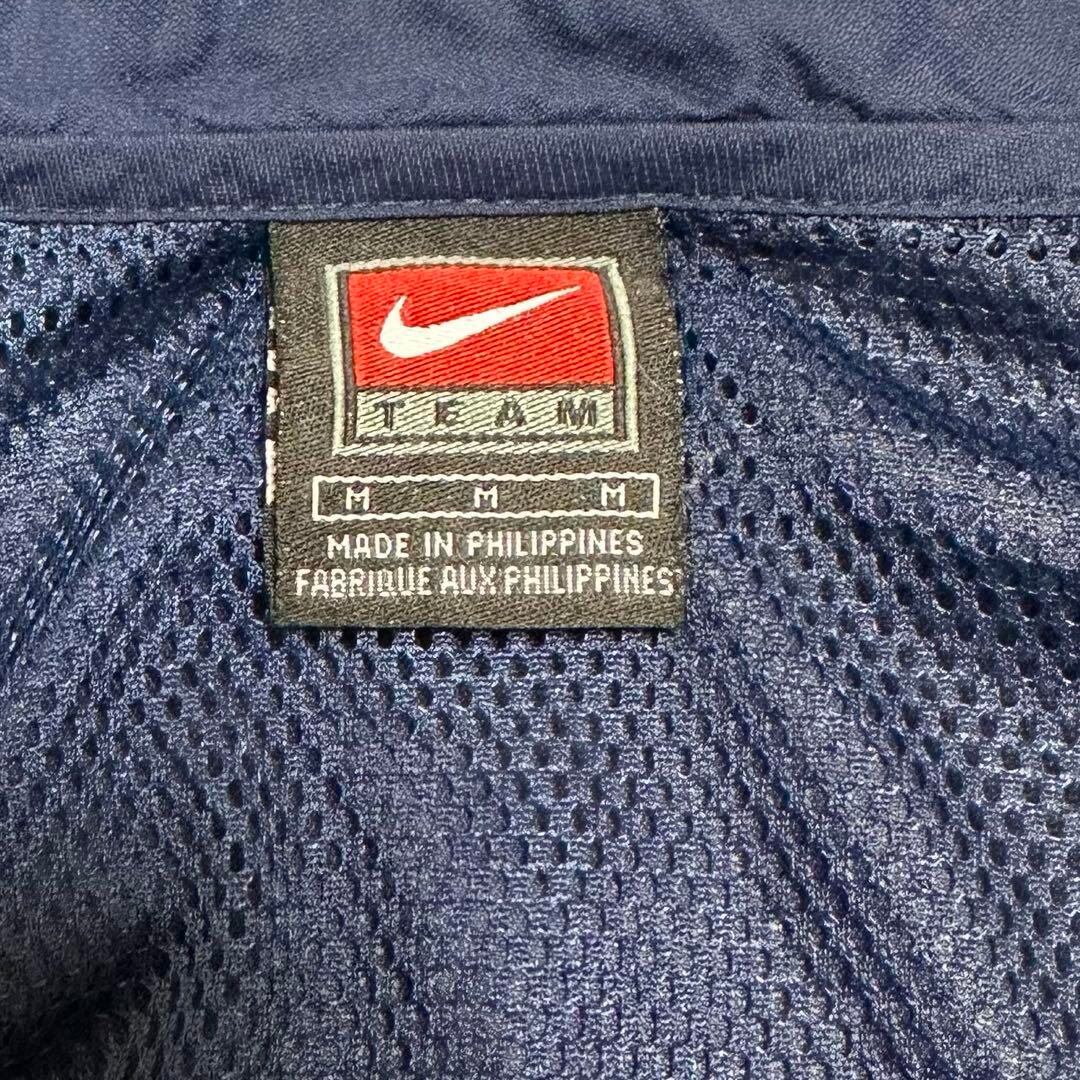 TEAM
M M M
MADE IN PHILIPPINES
FABRIQUE AUX PHILIPPINES